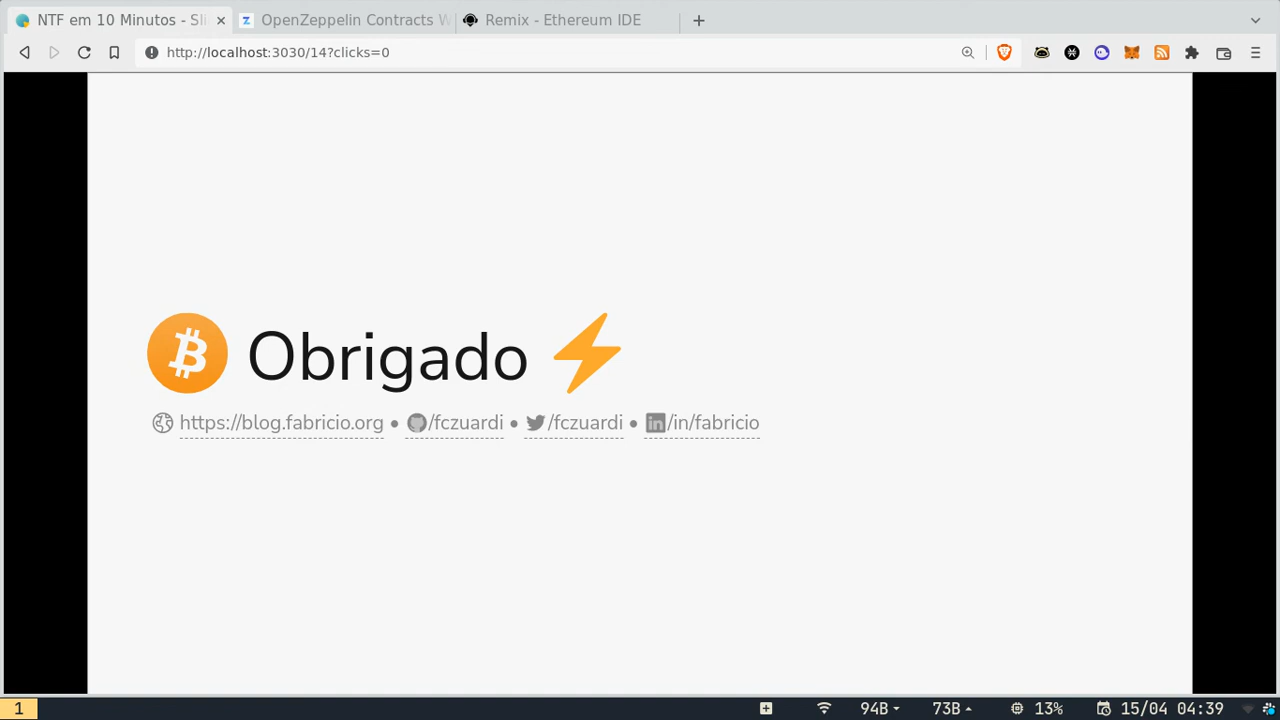 NTF em 10 Minutos - Sli
OpenZeppelin Contracts W
Remix - Ethereum IDE
http://localhost:3030/14?clicks=0
Obrigado
https://blog.fabricio.org • /fczuardi • /fczuardi • in/in/fabricio
1
94B
73B
13%
15/04 04:39